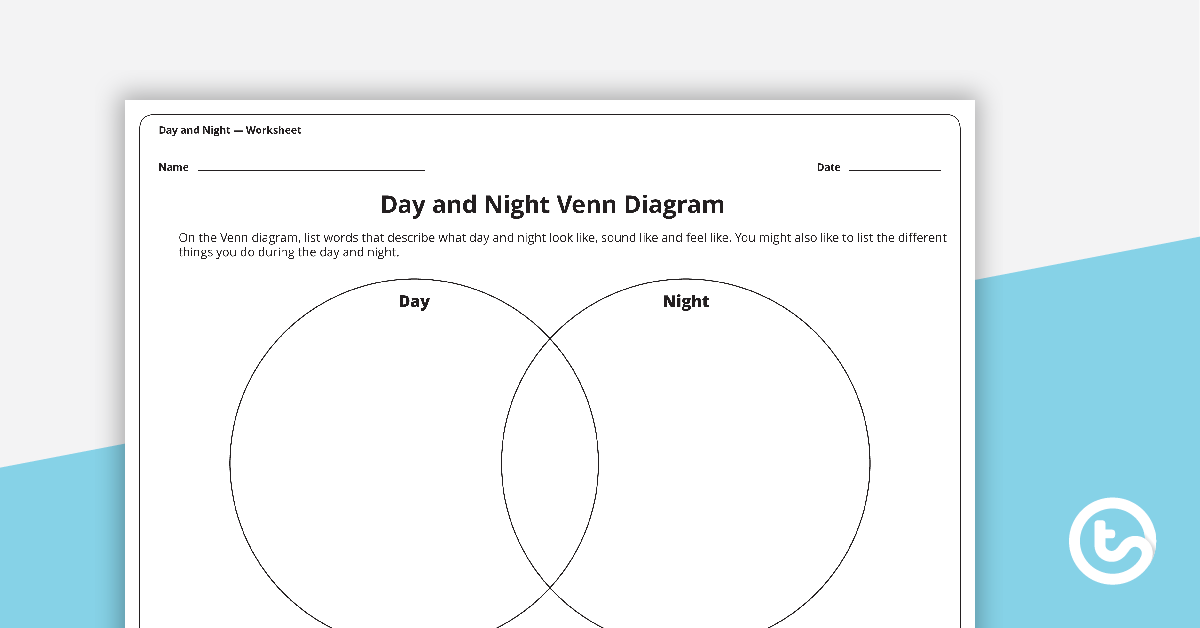 Day and Night — Worksheet
Name
Date
Day and Night Venn Diagram
On the Venn diagram, list words that describe what day and night look like, sound like and feel like. You might also like to list the different
things you do during the day and night.
Day
Night